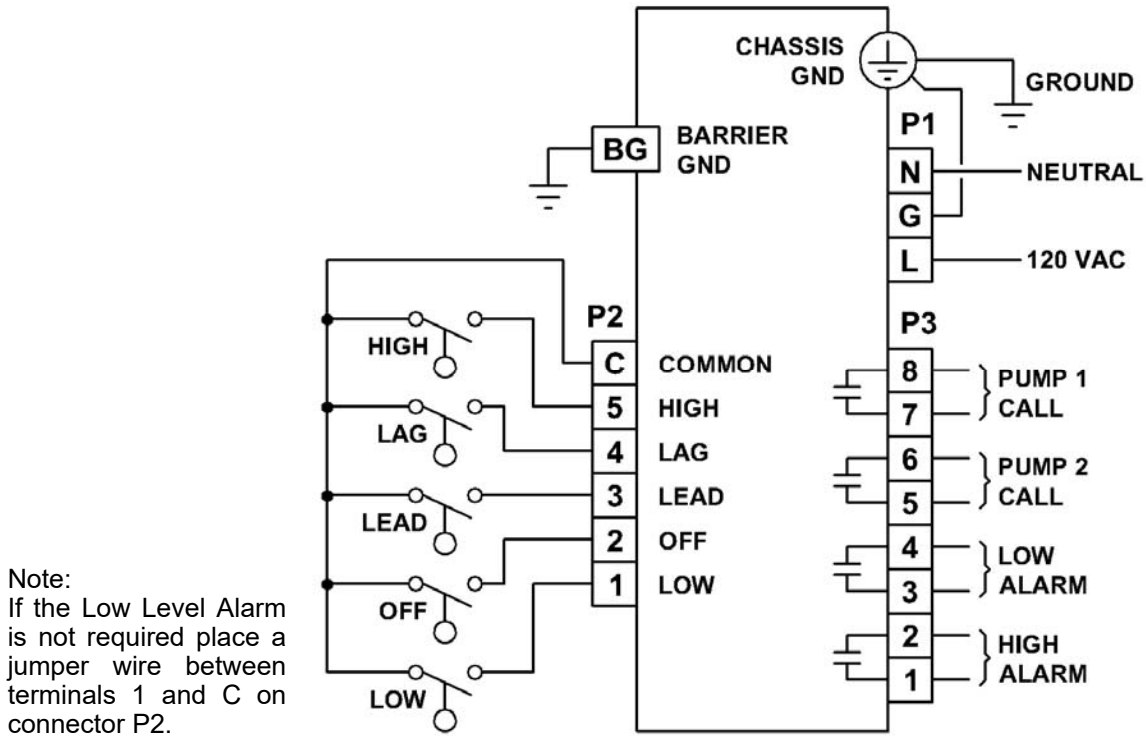 CHASSIS
GND
GROUND
P1
BG
BARRIER
GND
N
NEUTRAL
G
L
120 VAC
P2
P3
HIGH
C
COMMON
8
PUMP 1
CALL
5
HIGH
7
LAG
4
LAG
6
PUMP 2
CALL
3
LEAD
5
LEAD
2
OFF
4
LOW
ALARM
1
LOW
3
OFF
2
HIGH
ALARM
1
LOW
Note:
If the Low Level Alarm
is not required place a
jumper wire between
terminals 1 and C on
connector P2.